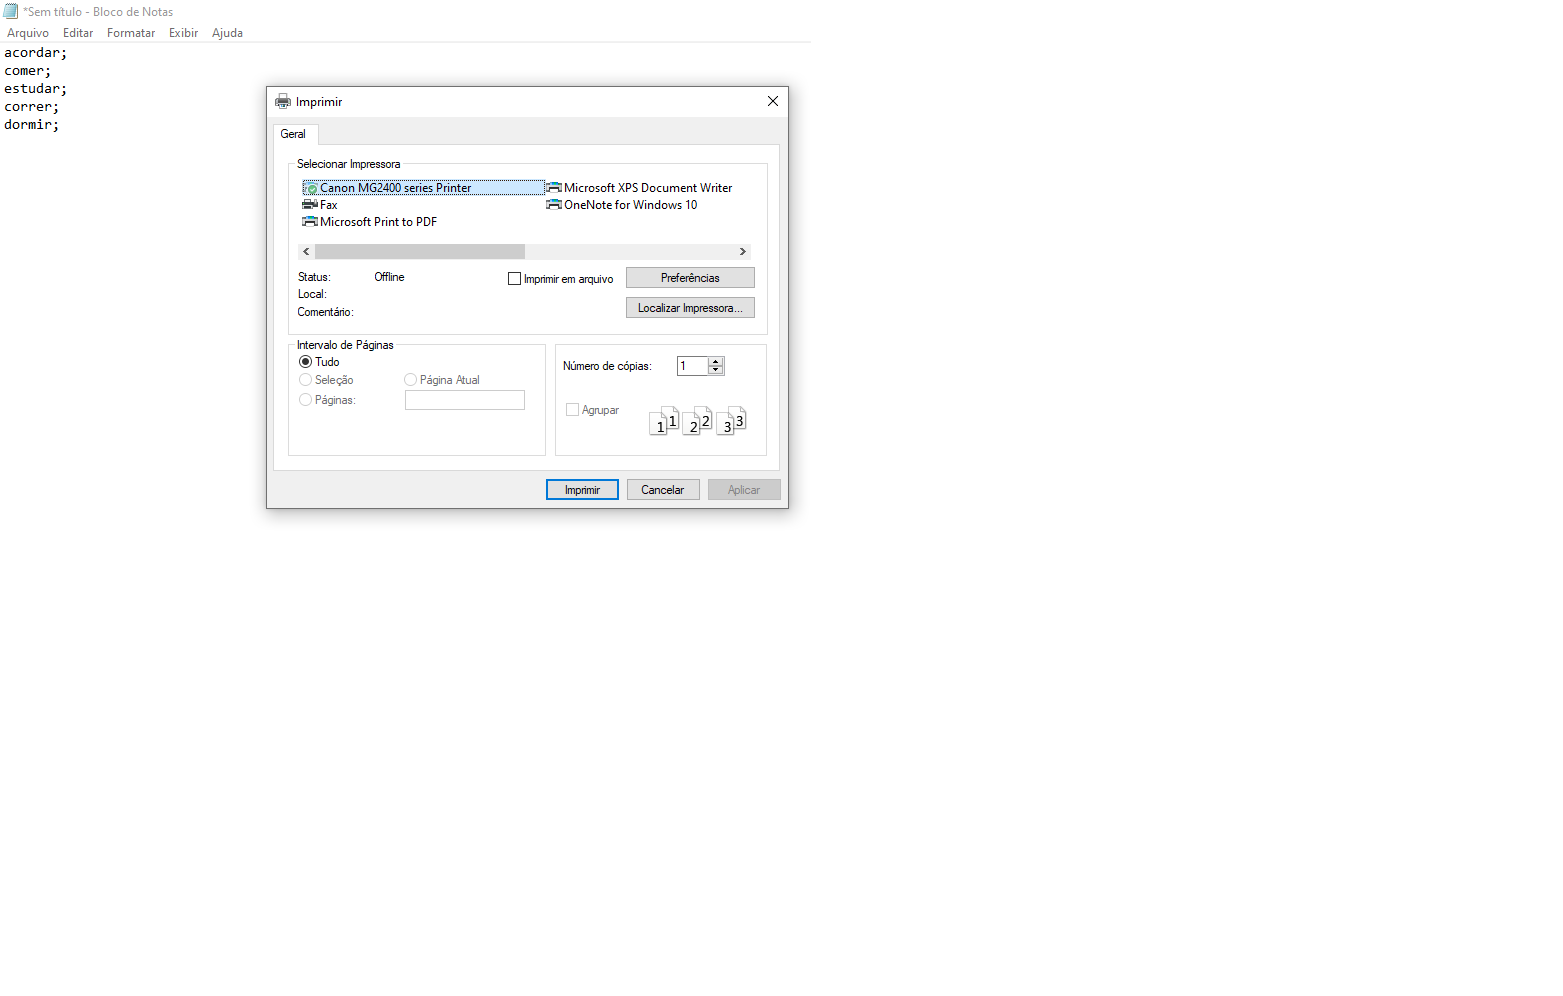 *Sem título - Bloco de Notas
Arquivo Editar Formatar Exibir Ajuda
acordar;
comer;
estudar;
correr;
dormir;
Imprimir
Geral
Selecionar Impressora
Canon MG2400 series Printer
Fax
Microsoft Print to PDF
Microsoft XPS Document Writer
OneNote for Windows 10
Status: Offline
Local:
Comentário:
Imprimir em arquivo
Preferências
Localizar Impressora...
Intervalo de Páginas
Tudo
Seleção
Página Atual
Páginas:
Número de cópias: 1
Agrupar
1 1 2 2 3 3
Imprimir Cancelar Aplicar